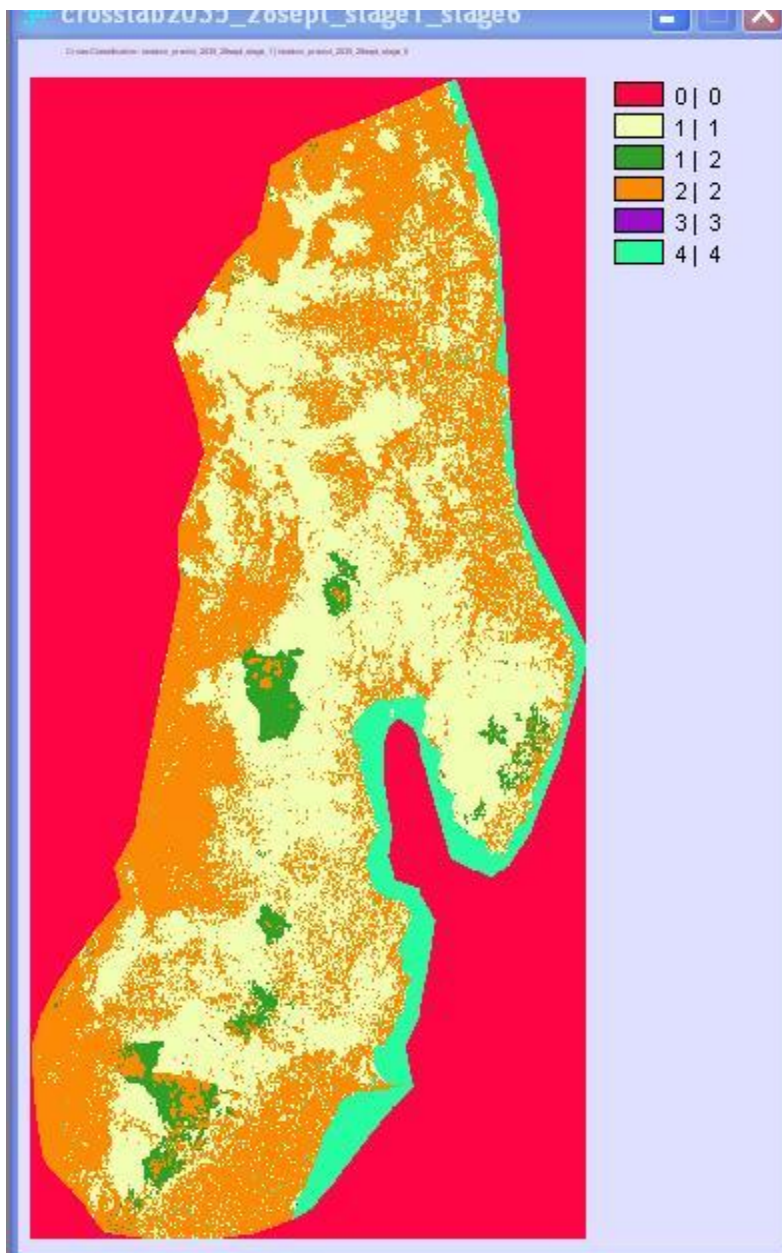 crosstab2035_28sept_stage1_stage6
0 | 0
1 | 1
1 | 2
2 | 2
3 | 3
4 | 4